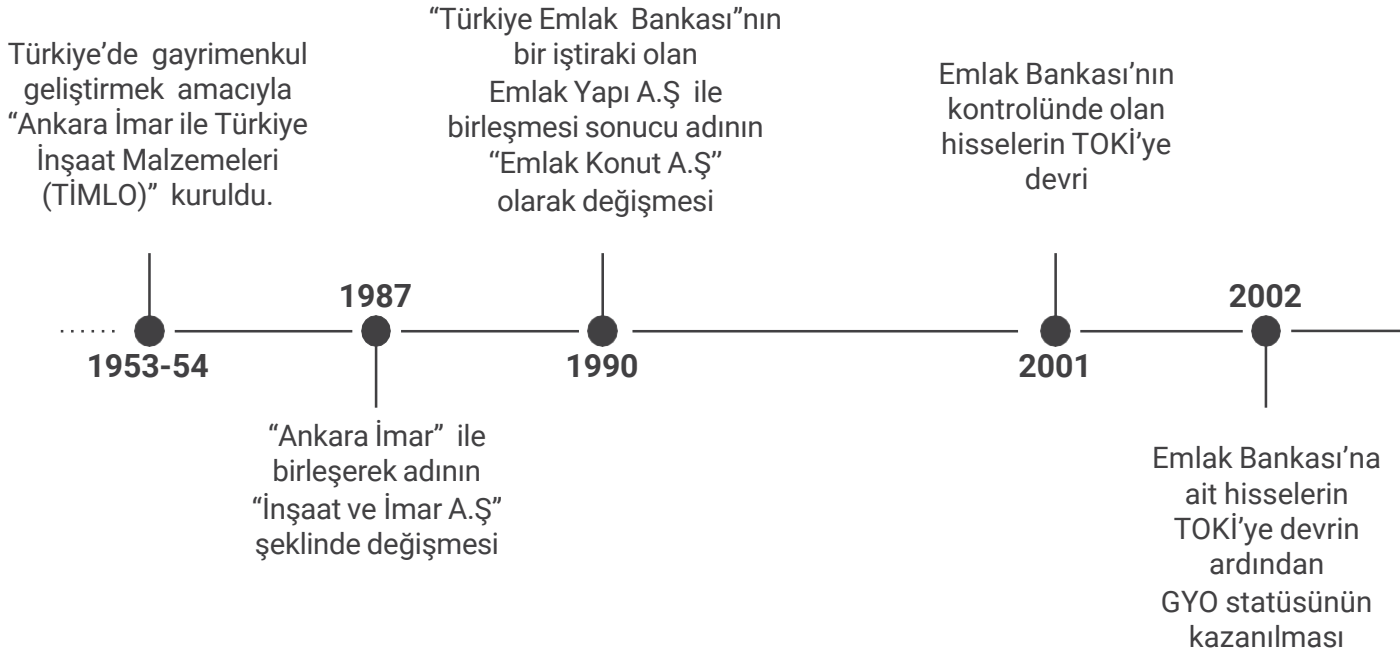 Türkiye’de gayrimenkul
geliştirmek amacıyla
“Ankara İmar ile Türkiye
İnşaat Malzemeleri
(TİMLO)” kuruldu.
1953-54
1987
“Ankara İmar” ile
birleşerek adının
“İnşaat ve İmar A.Ş”
şeklinde değişmesi
“Türkiye Emlak Bankası”nın
bir iştiraki olan
Emlak Yapı A.Ş ile
birleşmesi sonucu adının
“Emlak Konut A.Ş”
olarak değişmesi
1990
Emlak Bankası’nın
kontrolünde olan
hisselerin TOKİ’ye
devri
2001
2002
Emlak Bankası’na
ait hisselerin
TOKİ’ye devrin
ardından
GYO statüsünün
kazanılması